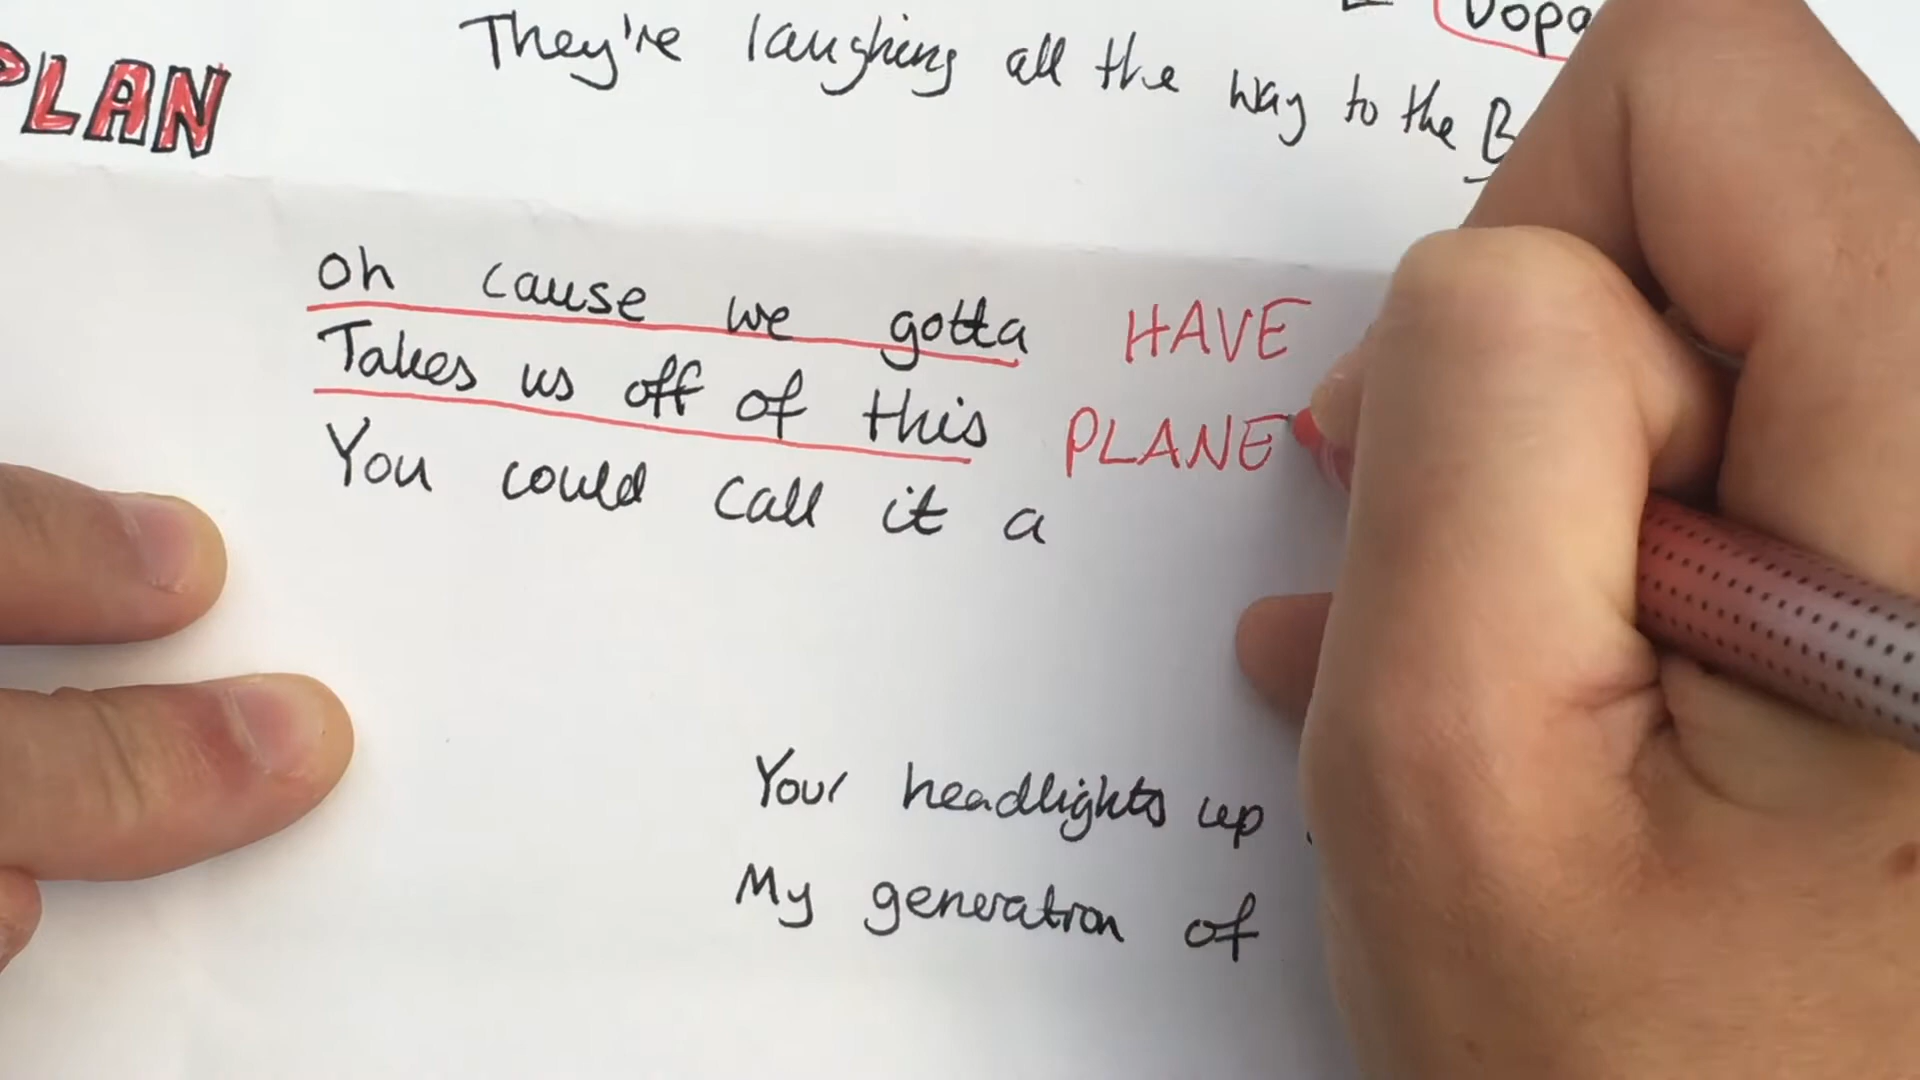 They're laughing all the way to the
PLAN
oh cause we gotta HAVE
Takes us off of this PLANE
You could call it a
Your headlights up
My generation of